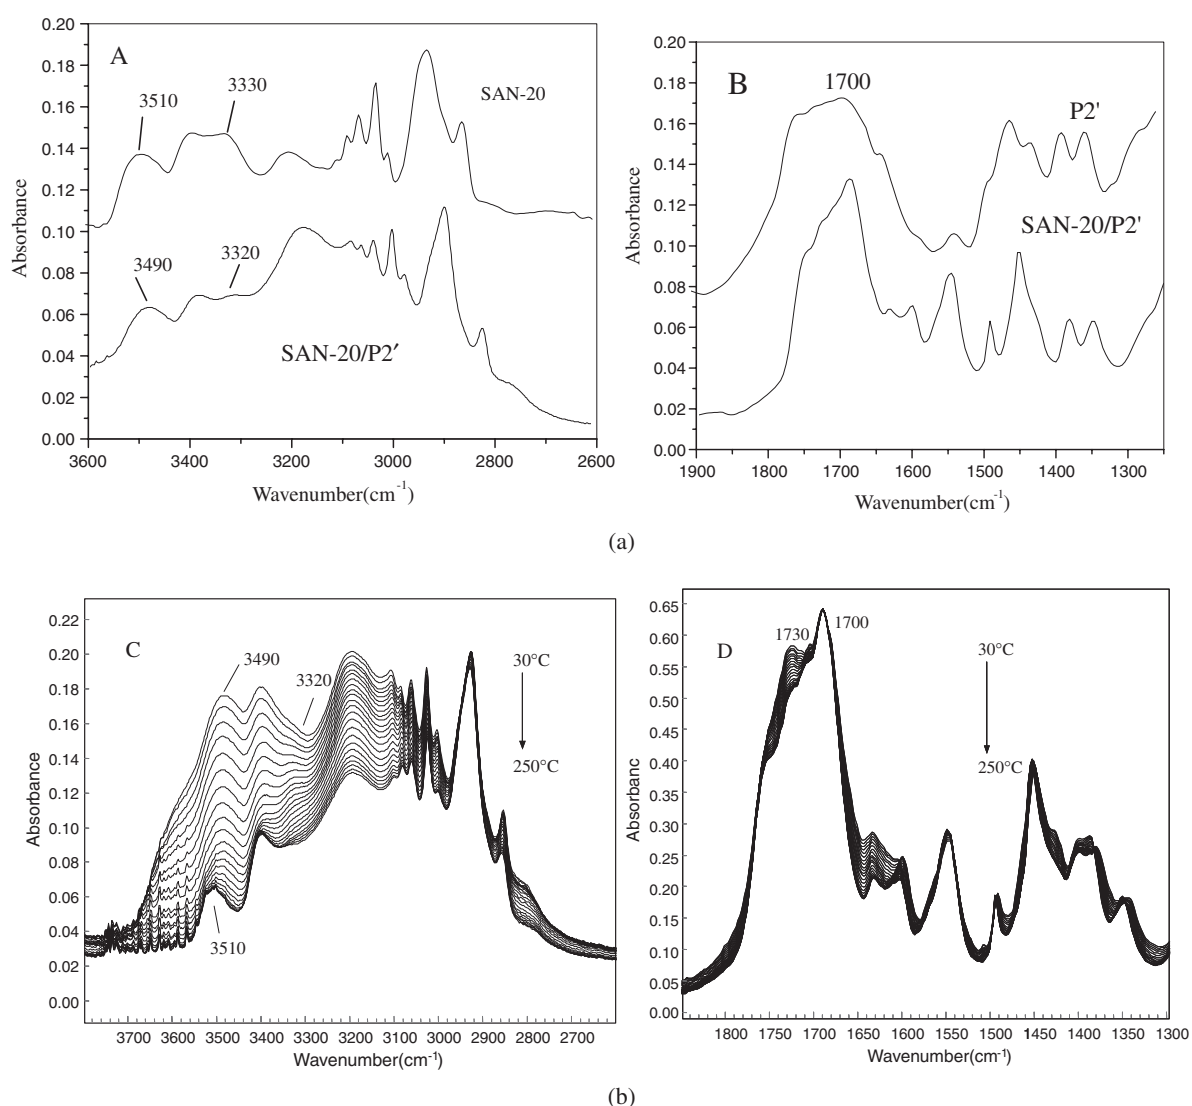 A
3510
3330
SAN-20
3490
3320
SAN-20/P2′
0.20
0.18
0.16
0.14
0.12
0.10
0.08
0.06
0.04
0.02
0.00
Absorbance
3600 3400 3200 3000 2800 2600
Wavenumber(cm-1)
B
1700
P2'
SAN-20/P2'
0.20
0.18
0.16
0.14
0.12
0.10
0.08
0.06
0.04
0.02
0.00
Absorbance
1900 1800 1700 1600 1500 1400 1300
Wavenumber(cm-1)
(a)
C
3490
3320
30°C
250°C
3510
0.22
0.20
0.18
0.16
0.14
0.12
0.10
0.08
0.06
0.04
0.02
0.00
Absorbance
3700 3600 3500 3400 3300 3200 3100 3000 2900 2800 2700
Wavenumber(cm-1)
D
1730
1700
30°C
250°C
0.65
0.60
0.55
0.50
0.45
0.40
0.35
0.30
0.25
0.20
0.15
0.10
0.05
0.00
Absorbanc
1800 1750 1700 1650 1600 1550 1500 1450 1400 1350 1300
Wavenumber(cm-1)
(b)